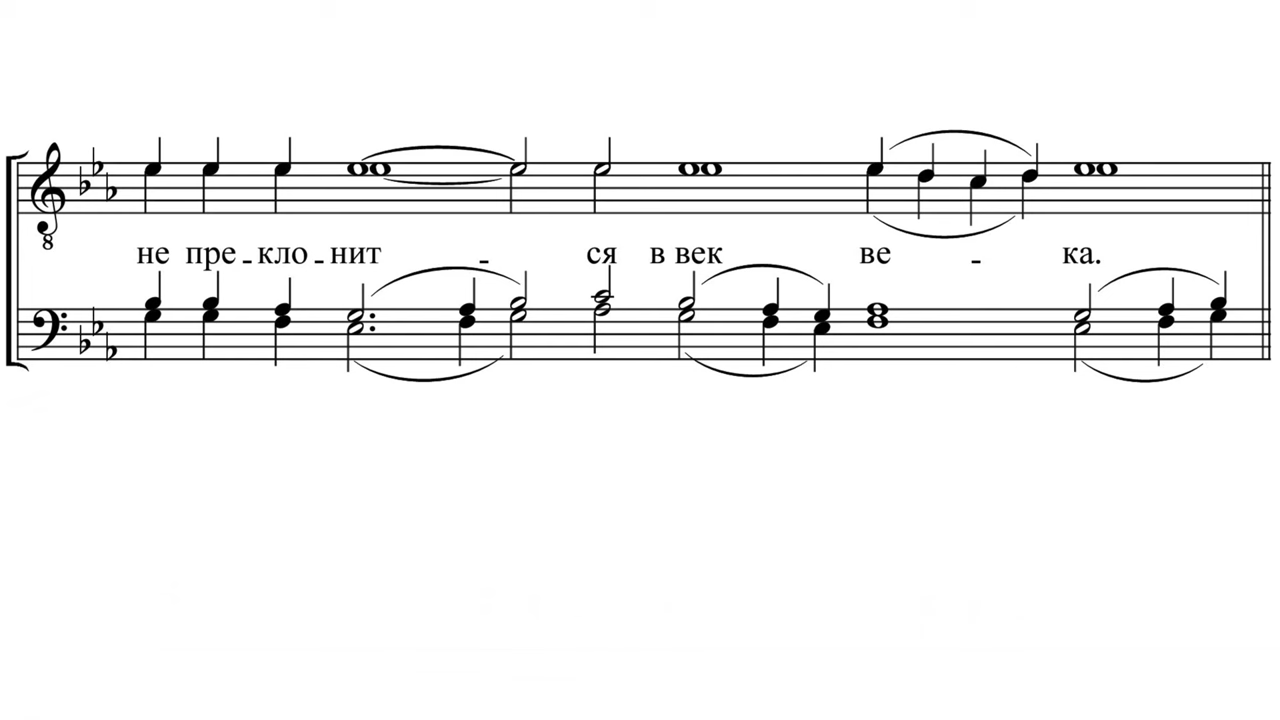 не пре-кло-нит - ся в век ве - ка.